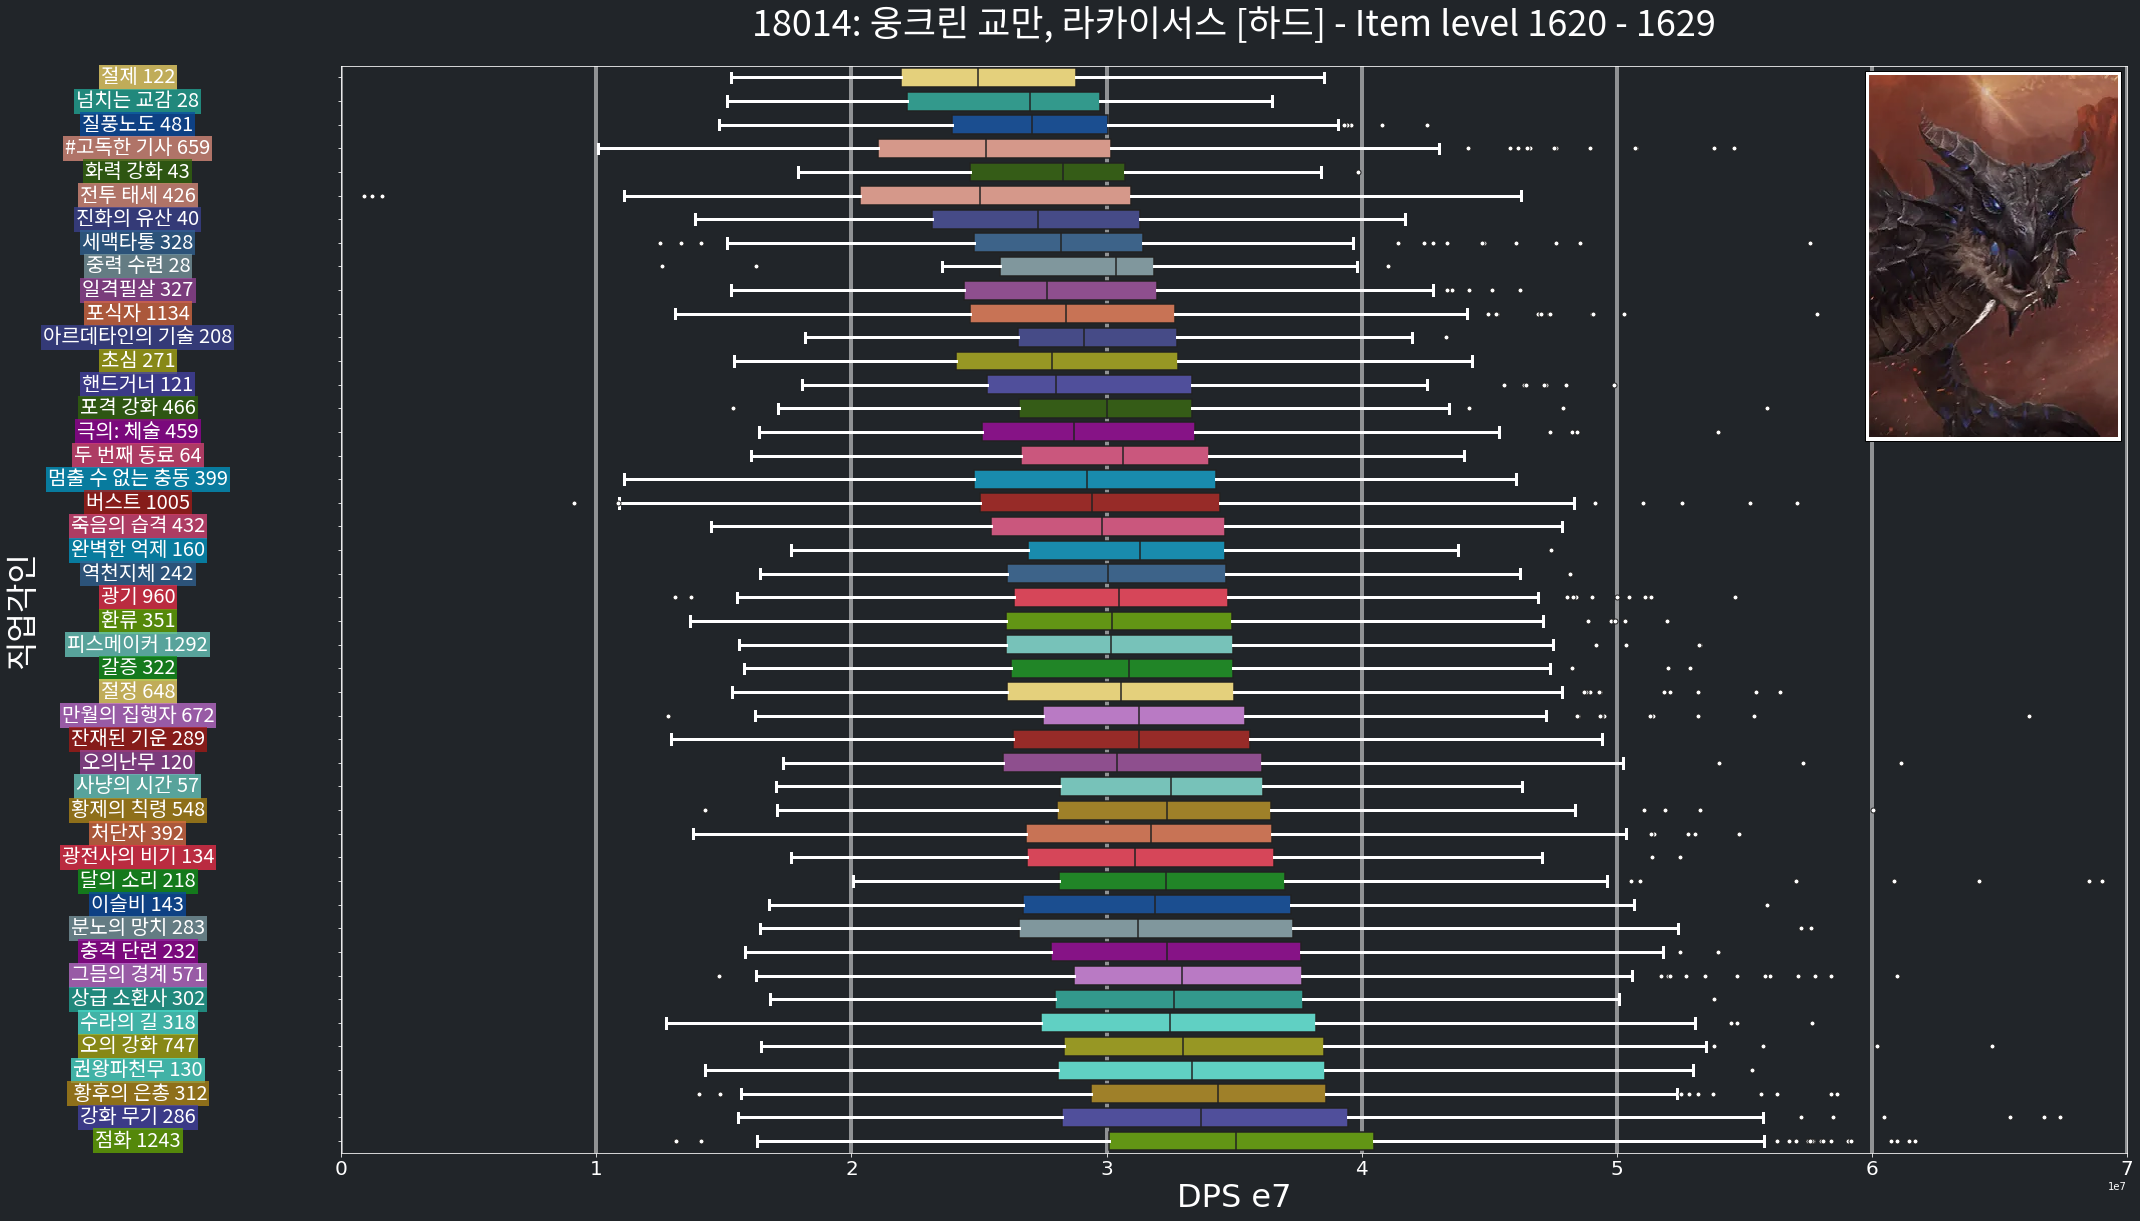 18014: 웅크린 교만, 라카이서스 [하드] - Item level 1620 - 1629
절제 122
넘치는 교감 28
질풍노도 481
#고독한 기사 659
화력 강화 43
전투 태세 426
진화의 유산 40
세맥타통 328
중력 수련 28
일격필살 327
포식자 1134
아르데타인의 기술 208
초심 271
핸드거너 121
포격 강화 466
극의: 체술 459
두 번째 동료 64
멈출 수 없는 충동 399
버스트 1005
죽음의 습격 432
완벽한 억제 160
역천지체 242
광기 960
환류 351
피스메이커 1292
갈증 322
절정 648
만월의 집행자 672
잔재된 기운 289
오의난무 120
사냥의 시간 57
황제의 칙령 548
처단자 392
광전사의 비기 134
달의 소리 218
이슬비 143
분노의 망치 283
충격 단련 232
그믐의 경계 571
상급 소환사 302
수라의 길 318
오의 강화 747
권왕파천무 130
황후의 은총 312
강화 무기 286
점화 1243
직업각인
0 1 2 3 4 5 6 7
DPS e7
1e7